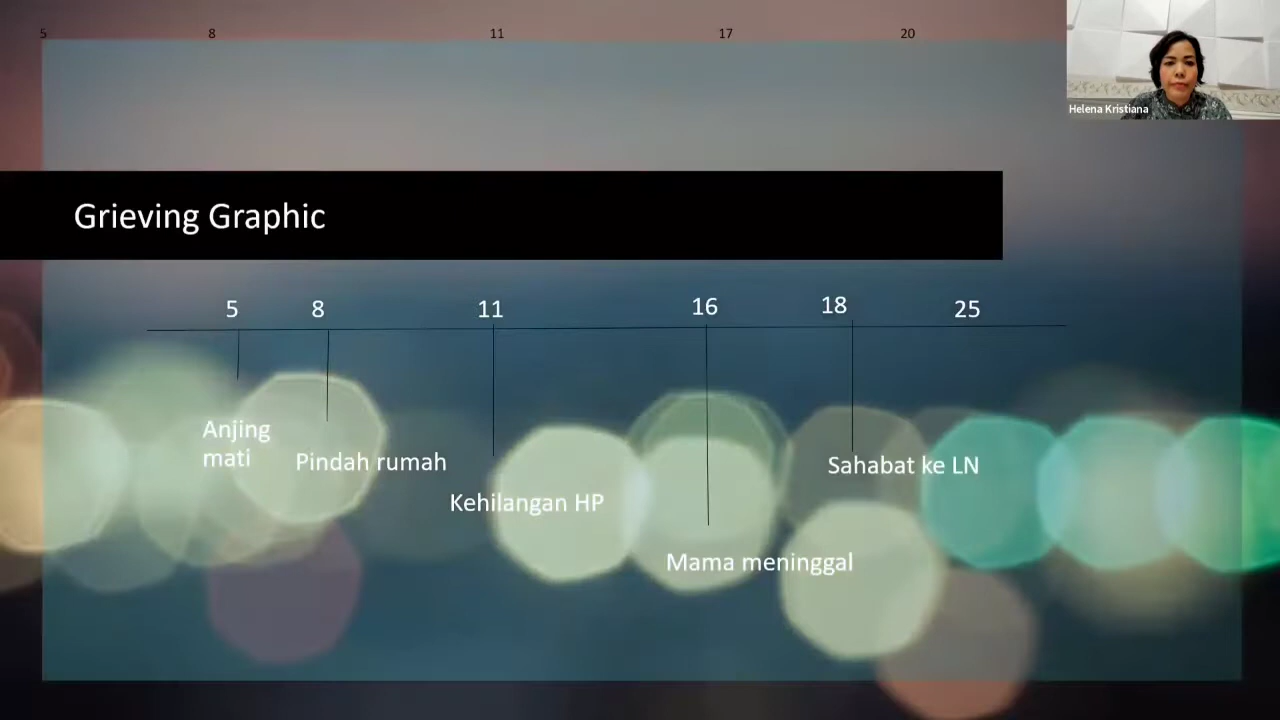 5 8 11 17 20
Helena Kristiana
Grieving Graphic
5 8 11 16 18 25
Anjing
mati
Pindah rumah
Kehilangan HP
Mama meninggal
Sahabat ke LN